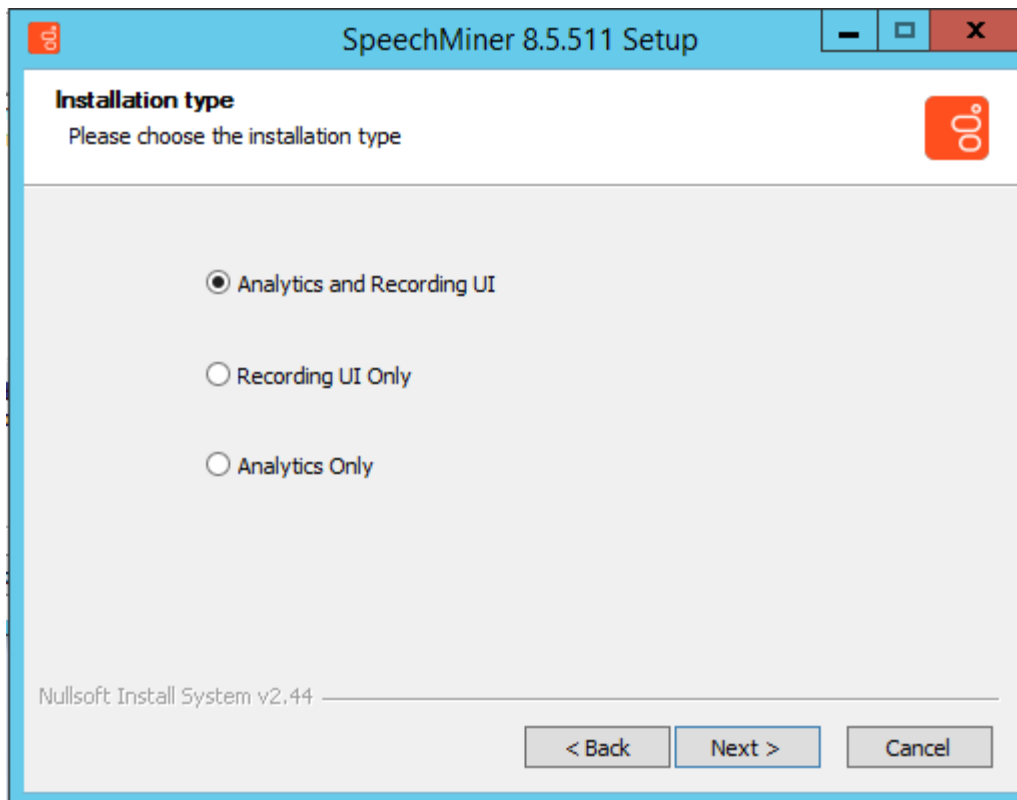 SpeechMiner 8.5.511 Setup
Installation type
Please choose the installation type
Analytics and Recording UI
Recording UI Only
Analytics Only
Nullsoft Install System v2.44
< Back
Next >
Cancel